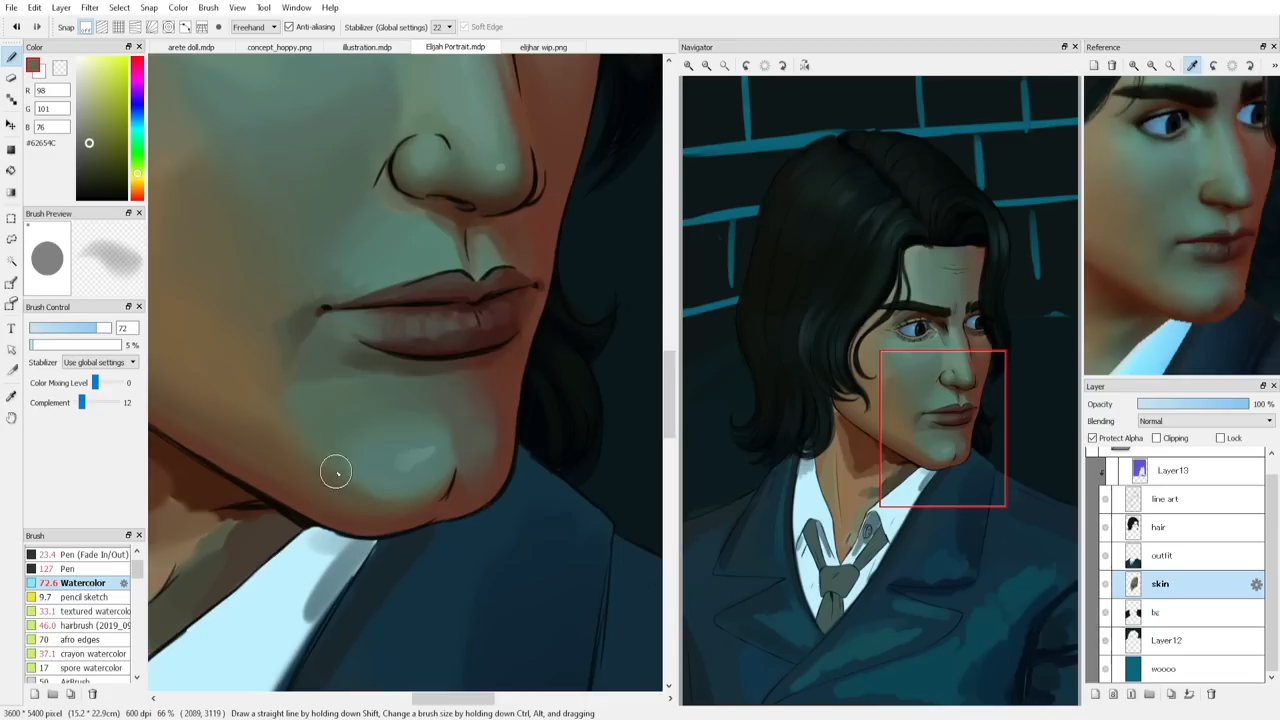 File Edit Layer Filter Select Snap Color Brush View Tool Window Help
Snap off Freehand Anti-aliasing Stabilizer (Global settings) 22 Soft Edge
Color
arete doll.mdp concept_hoppy.png illustration.mdp Elijah Portrait.mdp elijhar wip.png
Navigator
Reference
R 98
G 101
B 76
#62654C
Brush Preview
Brush Control
72
5 %
Stabilizer Use global settings
Color Mixing Level 0
Complement 12
Brush
23.4 Pen (Fade In/Out)
127 Pen
72.6 Watercolor
9.7 pencil sketch
33.1 textured watercolo
46.0 hairbrush (2019_09
70 afro edges
37.1 crayon watercolor
17 spore watercolor
50 AirBrush
Layer
Opacity 100 %
Blending Normal
Protect Alpha Clipping Lock
Layer13
line art
hair
outfit
skin
bg
Layer12
woooo
3600 * 5400 pixel (15.2 * 22.9cm) 600 dpi 66 % ( 2089, 3119 ) Draw a straight line by holding down Shift, Change a brush size by holding down Ctrl, Alt, and dragging